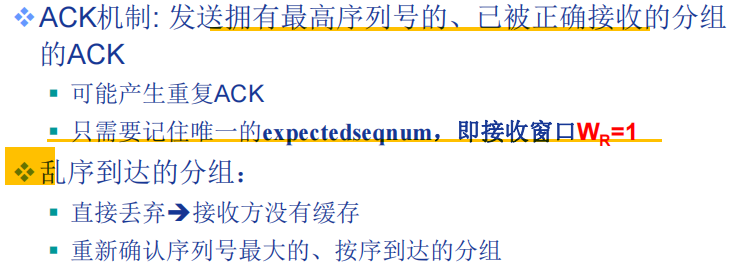 ACK机制: 发送拥有最高序列号的、已被正确接收的分组
的ACK
可能产生重复ACK
只需要记住唯一的expectedseqnum，即接收窗口WR=1
乱序到达的分组：
直接丢弃➔接收方没有缓存
重新确认序列号最大的、按序到达的分组